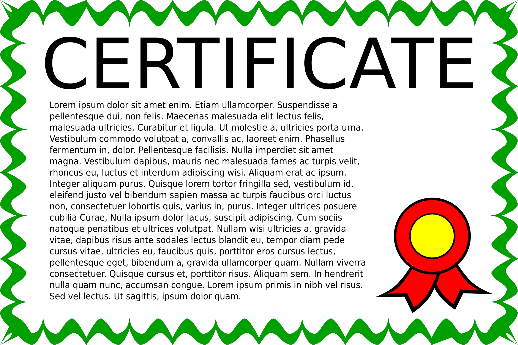 CERTIFICATE
Lorem ipsum dolor sit amet enim. Etiam ullamcorper. Suspendisse a
pellentesque dui, non felis. Maecenas malesuada elit lectus felis,
malesuada ultricies. Curabitur et ligula. Ut molestie a, ultricies porta urna.
Vestibulum commodo volutpat a, convallis ac, laoreet enim. Phasellus
fermentum in, dolor. Pellentesque facilisis. Nulla imperdiet sit amet
magna. Vestibulum dapibus, mauris nec malesuada fames ac turpis velit,
rhoncus eu, luctus et interdum adipiscing wisi. Aliquam erat ac ipsum.
Integer aliquam purus. Quisque lorem tortor fringilla sed, vestibulum id,
eleifend justo vel bibendum sapien massa ac turpis faucibus orci luctus
non, consectetuer lobortis quis, varius in, purus. Integer ultrices posuere
cubilia Curae, Nulla ipsum dolor lacus, suscipit adipiscing. Cum sociis
natoque penatibus et ultrices volutpat. Nullam wisi ultricies a, gravida
vitae, dapibus risus ante sodales lectus blandit eu, tempor diam pede
cursus vitae, ultricies eu, faucibus quis, porttitor eros cursus lectus,
pellentesque eget, bibendum a, gravida ullamcorper quam. Nullam viverra
consectetuer. Quisque cursus et, porttitor risus. Aliquam sem. In hendrerit
nulla quam nunc, accumsan congue. Lorem ipsum primis in nibh vel risus.
Sed vel lectus. Ut sagittis, ipsum dolor quam.